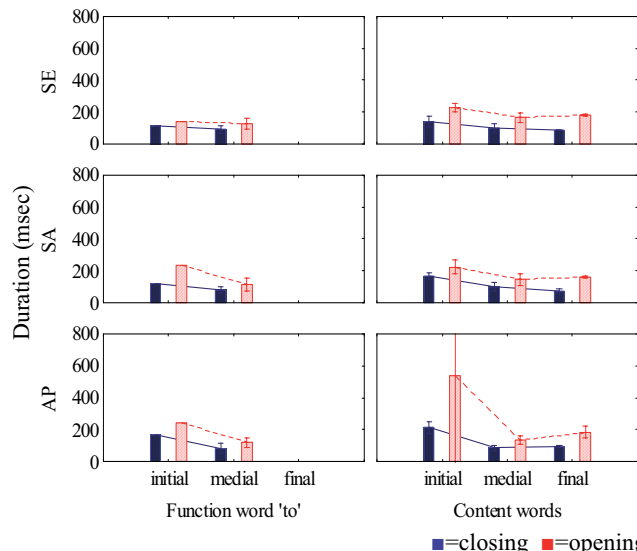 Duration (msec)
SE
800
600
400
200
0
SA
800
600
400
200
0
AP
800
600
400
200
0
initial medial final initial medial final
Function word 'to' Content words
=closing =opening